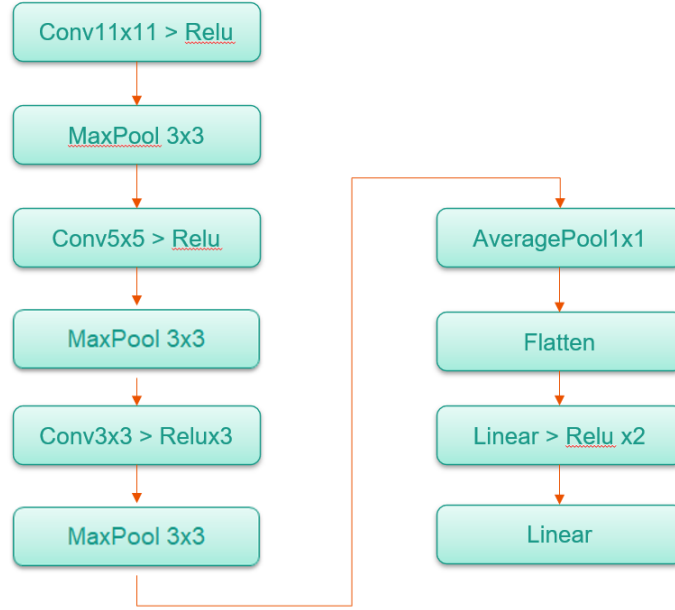 Conv11x11 > Relu
MaxPool 3x3
Conv5x5 > Relu
MaxPool 3x3
Conv3x3 > Relux3
MaxPool 3x3
AveragePool1x1
Flatten
Linear > Relu x2
Linear